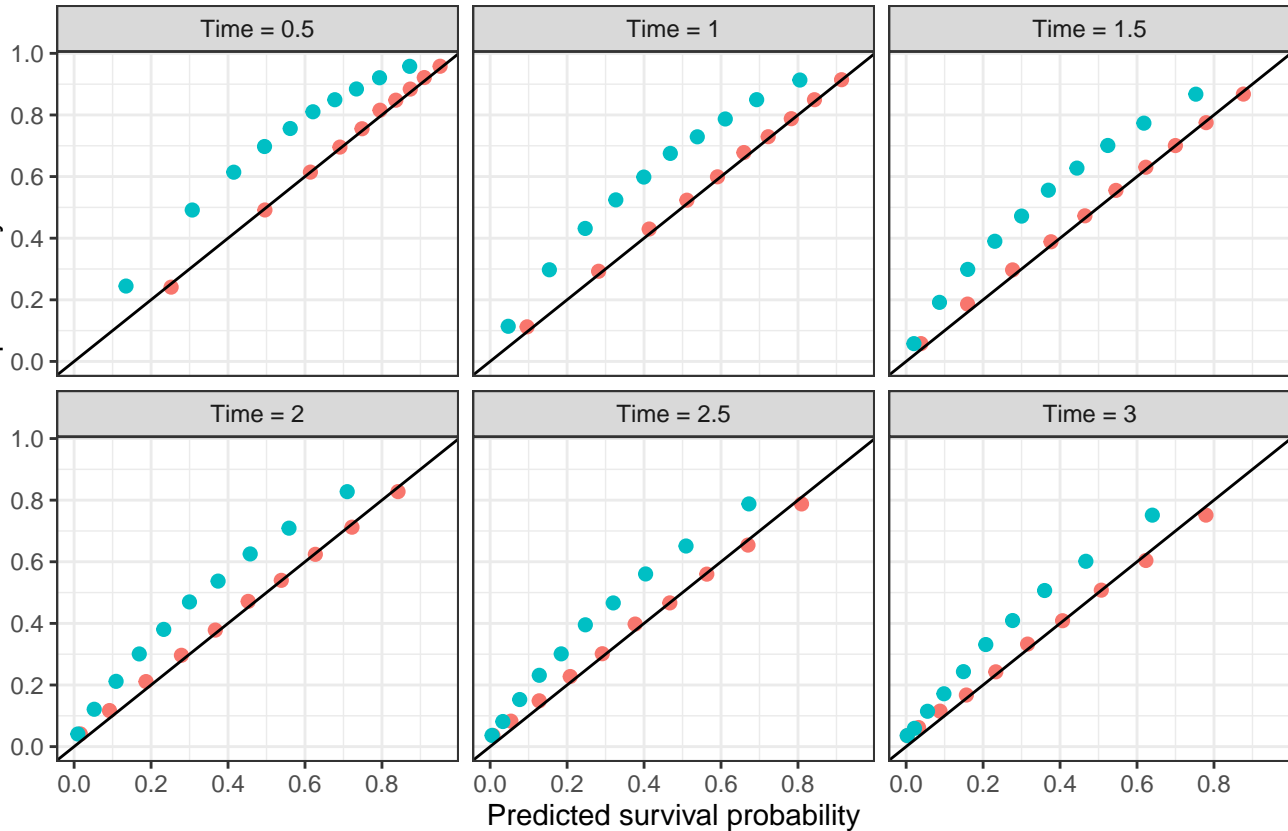 Time = 0.5
Time = 1
Time = 1.5
1.0
0.8
0.6
0.4
0.2
0.0
Time = 2
Time = 2.5
Time = 3
1.0
0.8
0.6
0.4
0.2
0.0
0.0 0.2 0.4 0.6 0.8 0.0 0.2 0.4 0.6 0.8 0.0 0.2 0.4 0.6 0.8
Predicted survival probability